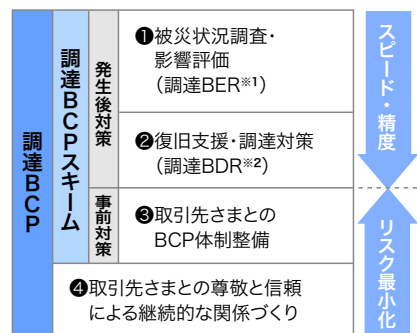 調達BCP
調達BCPスキーム
発生後対策
❶被災状況調査・
影響評価
（調達BER※1）
❷復旧支援・調達対策
（調達BDR※2）
事前対策
❸取引先さまとの
BCP体制整備
❹取引先さまとの尊敬と信頼
による継続的な関係づくり
スピード・精度
リスク最小化